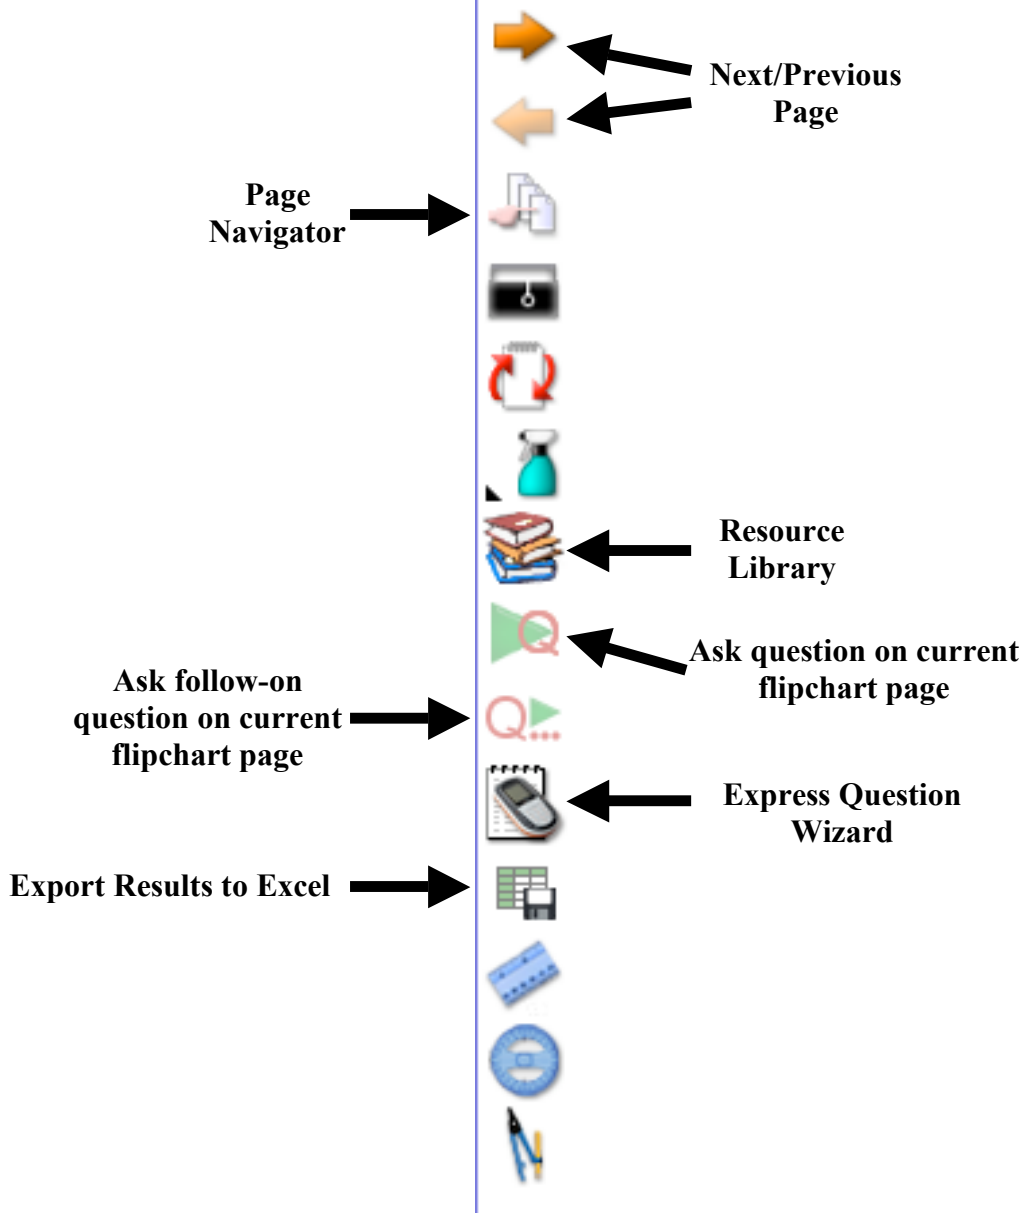 Next/Previous
Page
Page
Navigator
Resource
Library
Ask question on current
flipchart page
Ask follow-on
question on current
flipchart page
Express Question
Wizard
Export Results to Excel